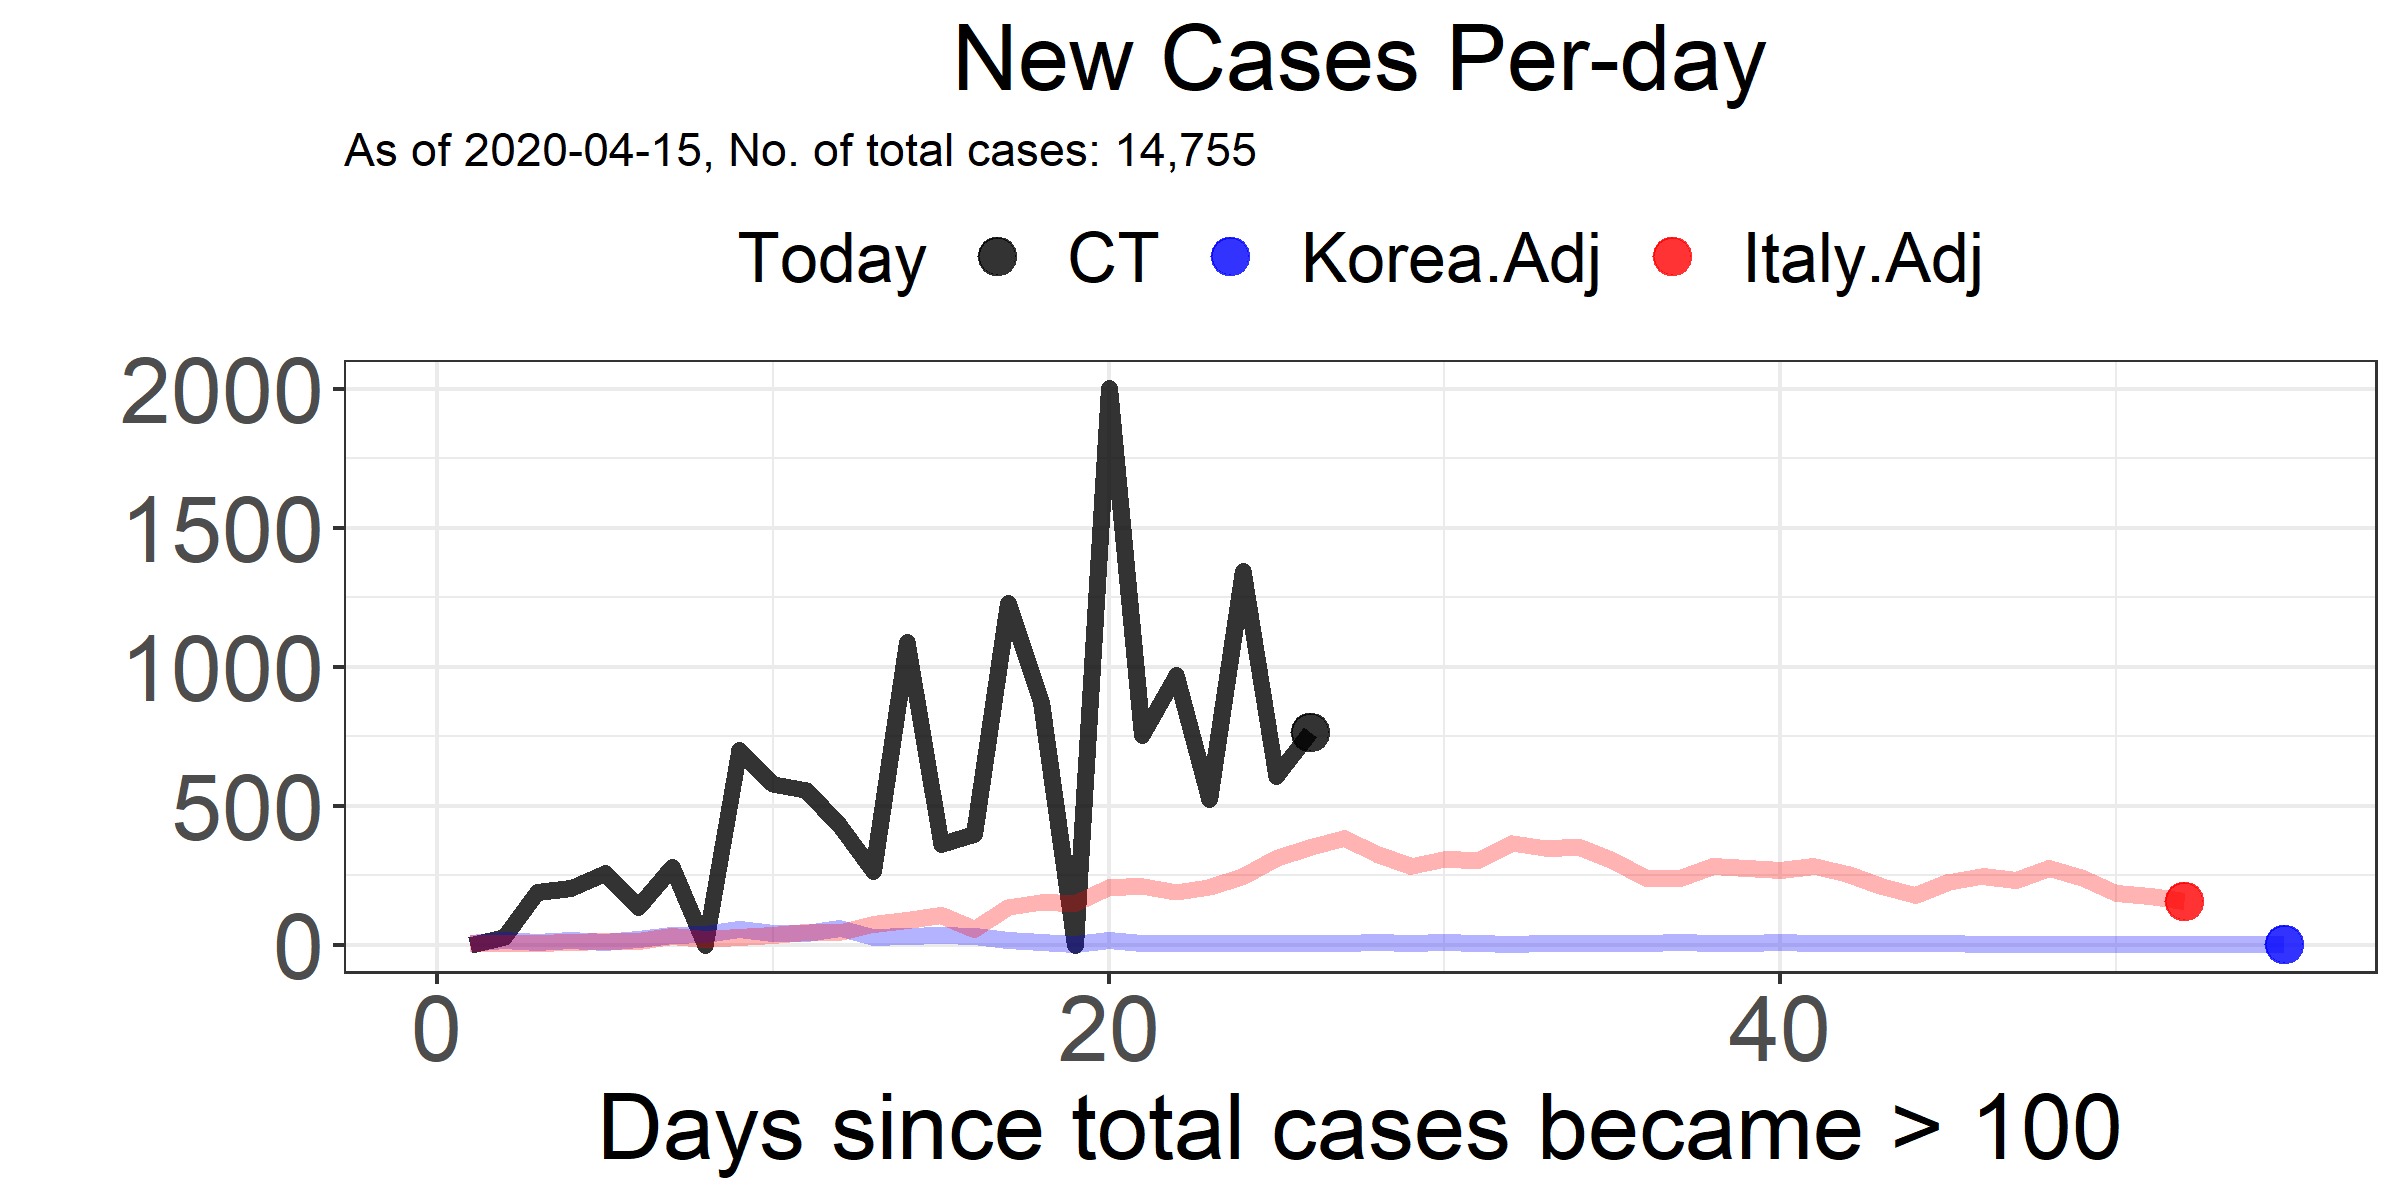 New Cases Per-day
As of 2020-04-15, No. of total cases: 14,755
Today CT Korea.Adj Italy.Adj
2000
1500
1000
500
0
0 20 40
Days since total cases became > 100